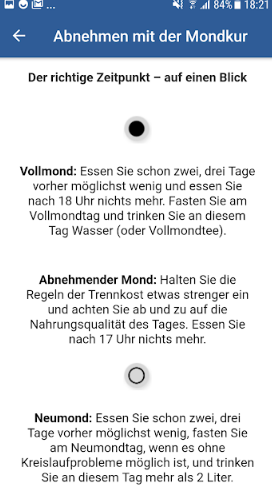 84% 18:21
Abnehmen mit der Mondkur
Der richtige Zeitpunkt – auf einen Blick
Vollmond: Essen Sie schon zwei, drei Tage
vorher möglichst wenig und essen Sie
nach 18 Uhr nichts mehr. Fasten Sie am
Vollmondtag und trinken Sie an diesem
Tag Wasser (oder Vollmondtee).
Abnehmender Mond: Halten Sie die
Regeln der Trennkost etwas strenger ein
und achten Sie ab und zu auf die
Nahrungsqualität des Tages. Essen Sie
nach 17 Uhr nichts mehr.
Neumond: Essen Sie schon zwei, drei
Tage vorher möglichst wenig, fasten Sie
am Neumondtag, wenn es ohne
Kreislaufprobleme möglich ist, und trinken
Sie an diesem Tag mehr als 2 Liter.